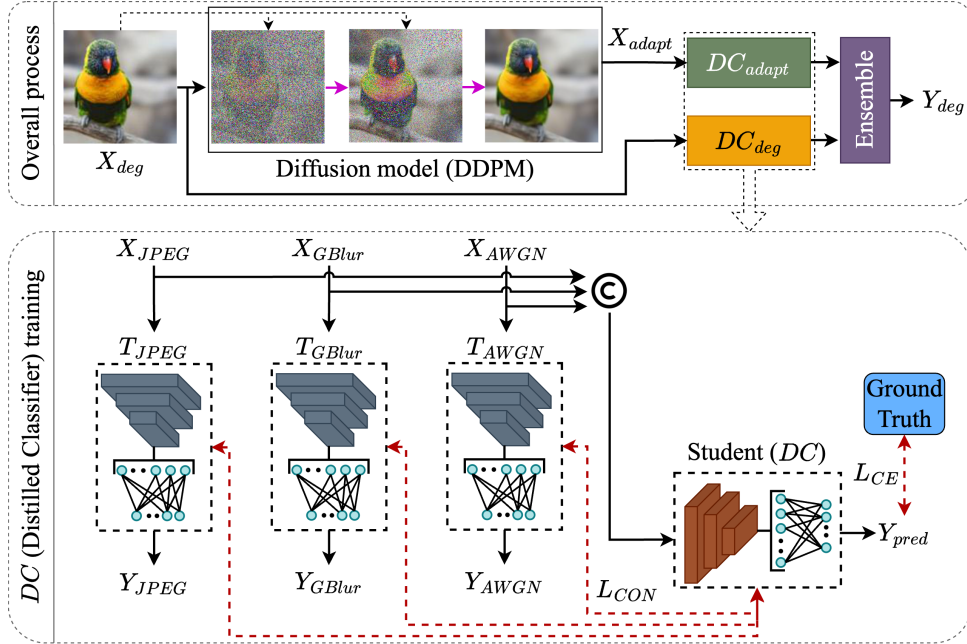 Overall process
X_deg
Diffusion model (DDPM)
X_adapt
DC_adapt
DC_deg
Ensemble
Y_deg
DC (Distilled Classifier) training
X_JPEG
X_GBlur
X_AWGN
C
T_JPEG
T_GBlur
T_AWGN
Ground
Truth
Student (DC)
L_CE
Y_pred
Y_JPEG
Y_GBlur
Y_AWGN
L_CON